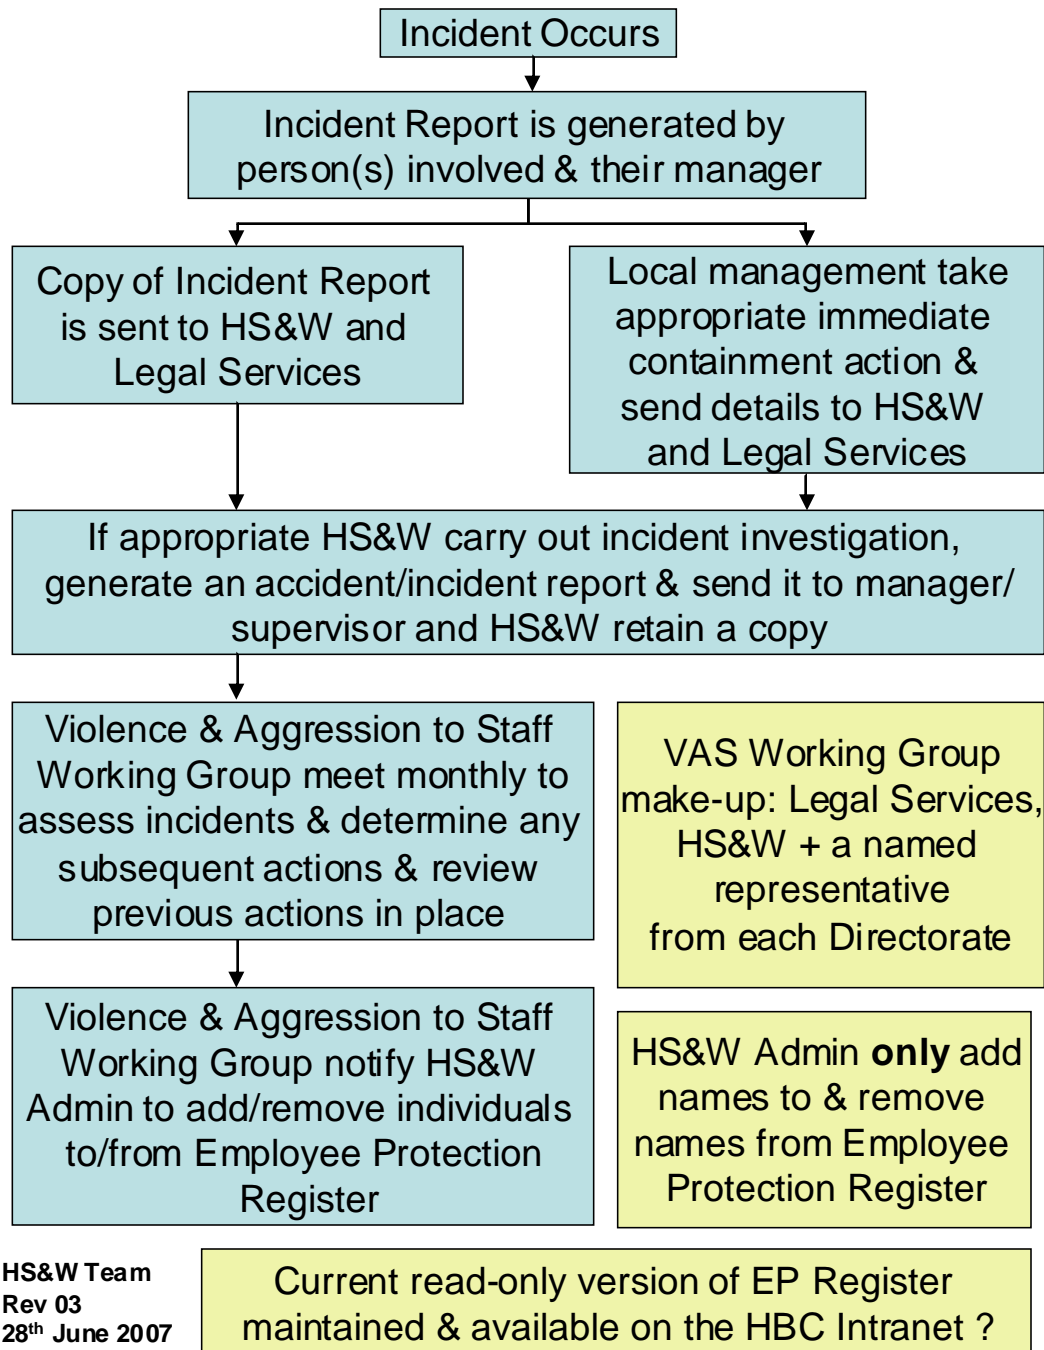 Incident Occurs
Incident Report is generated by
person(s) involved & their manager
Copy of Incident Report
is sent to HS&W and
Legal Services
Local management take
appropriate immediate
containment action &
send details to HS&W
and Legal Services
If appropriate HS&W carry out incident investigation,
generate an accident/incident report & send it to manager/
supervisor and HS&W retain a copy
Violence & Aggression to Staff
Working Group meet monthly to
assess incidents & determine any
subsequent actions & review
previous actions in place
VAS Working Group
make-up: Legal Services,
HS&W + a named
representative
from each Directorate
Violence & Aggression to Staff
Working Group notify HS&W
Admin to add/remove individuals
to/from Employee Protection
Register
HS&W Admin only add
names to & remove
names from Employee
Protection Register
HS&W Team
Rev 03
28th June 2007
Current read-only version of EP Register
maintained & available on the HBC Intranet ?